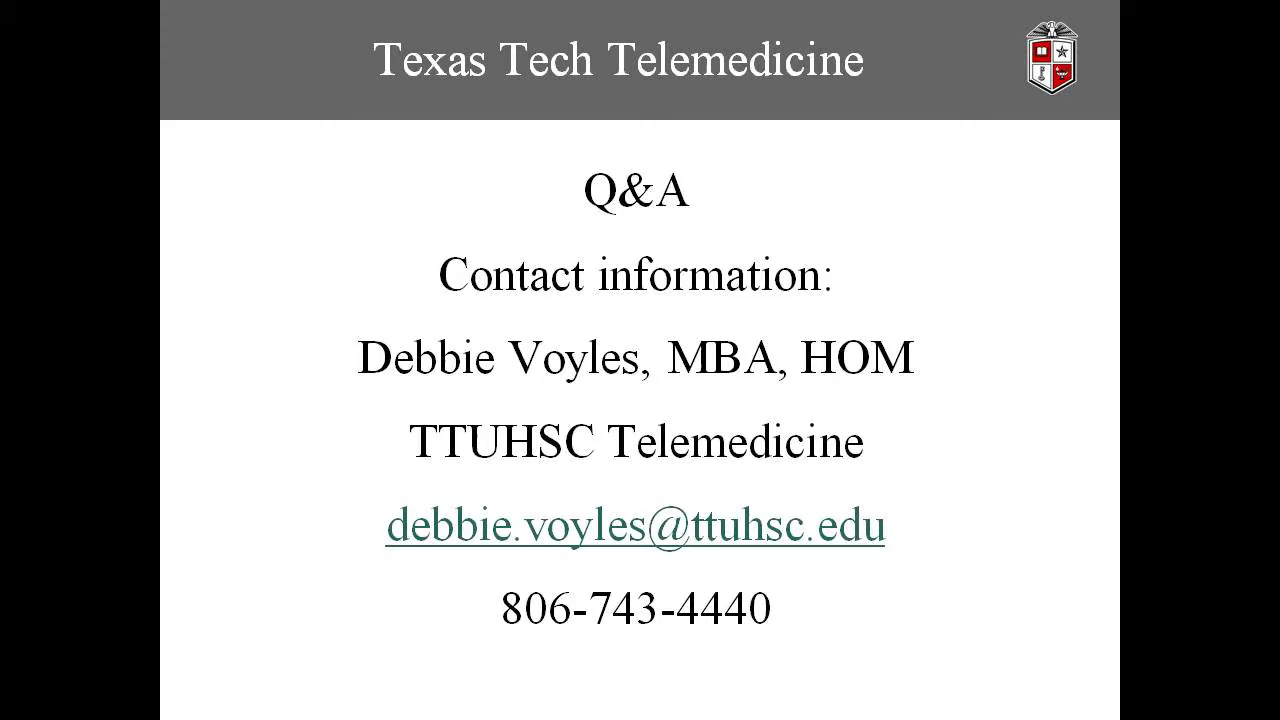 Texas Tech Telemedicine
Q&A
Contact information:
Debbie Voyles, MBA, HOM
TTUHSC Telemedicine
debbie.voyles@ttuhsc.edu
806-743-4440